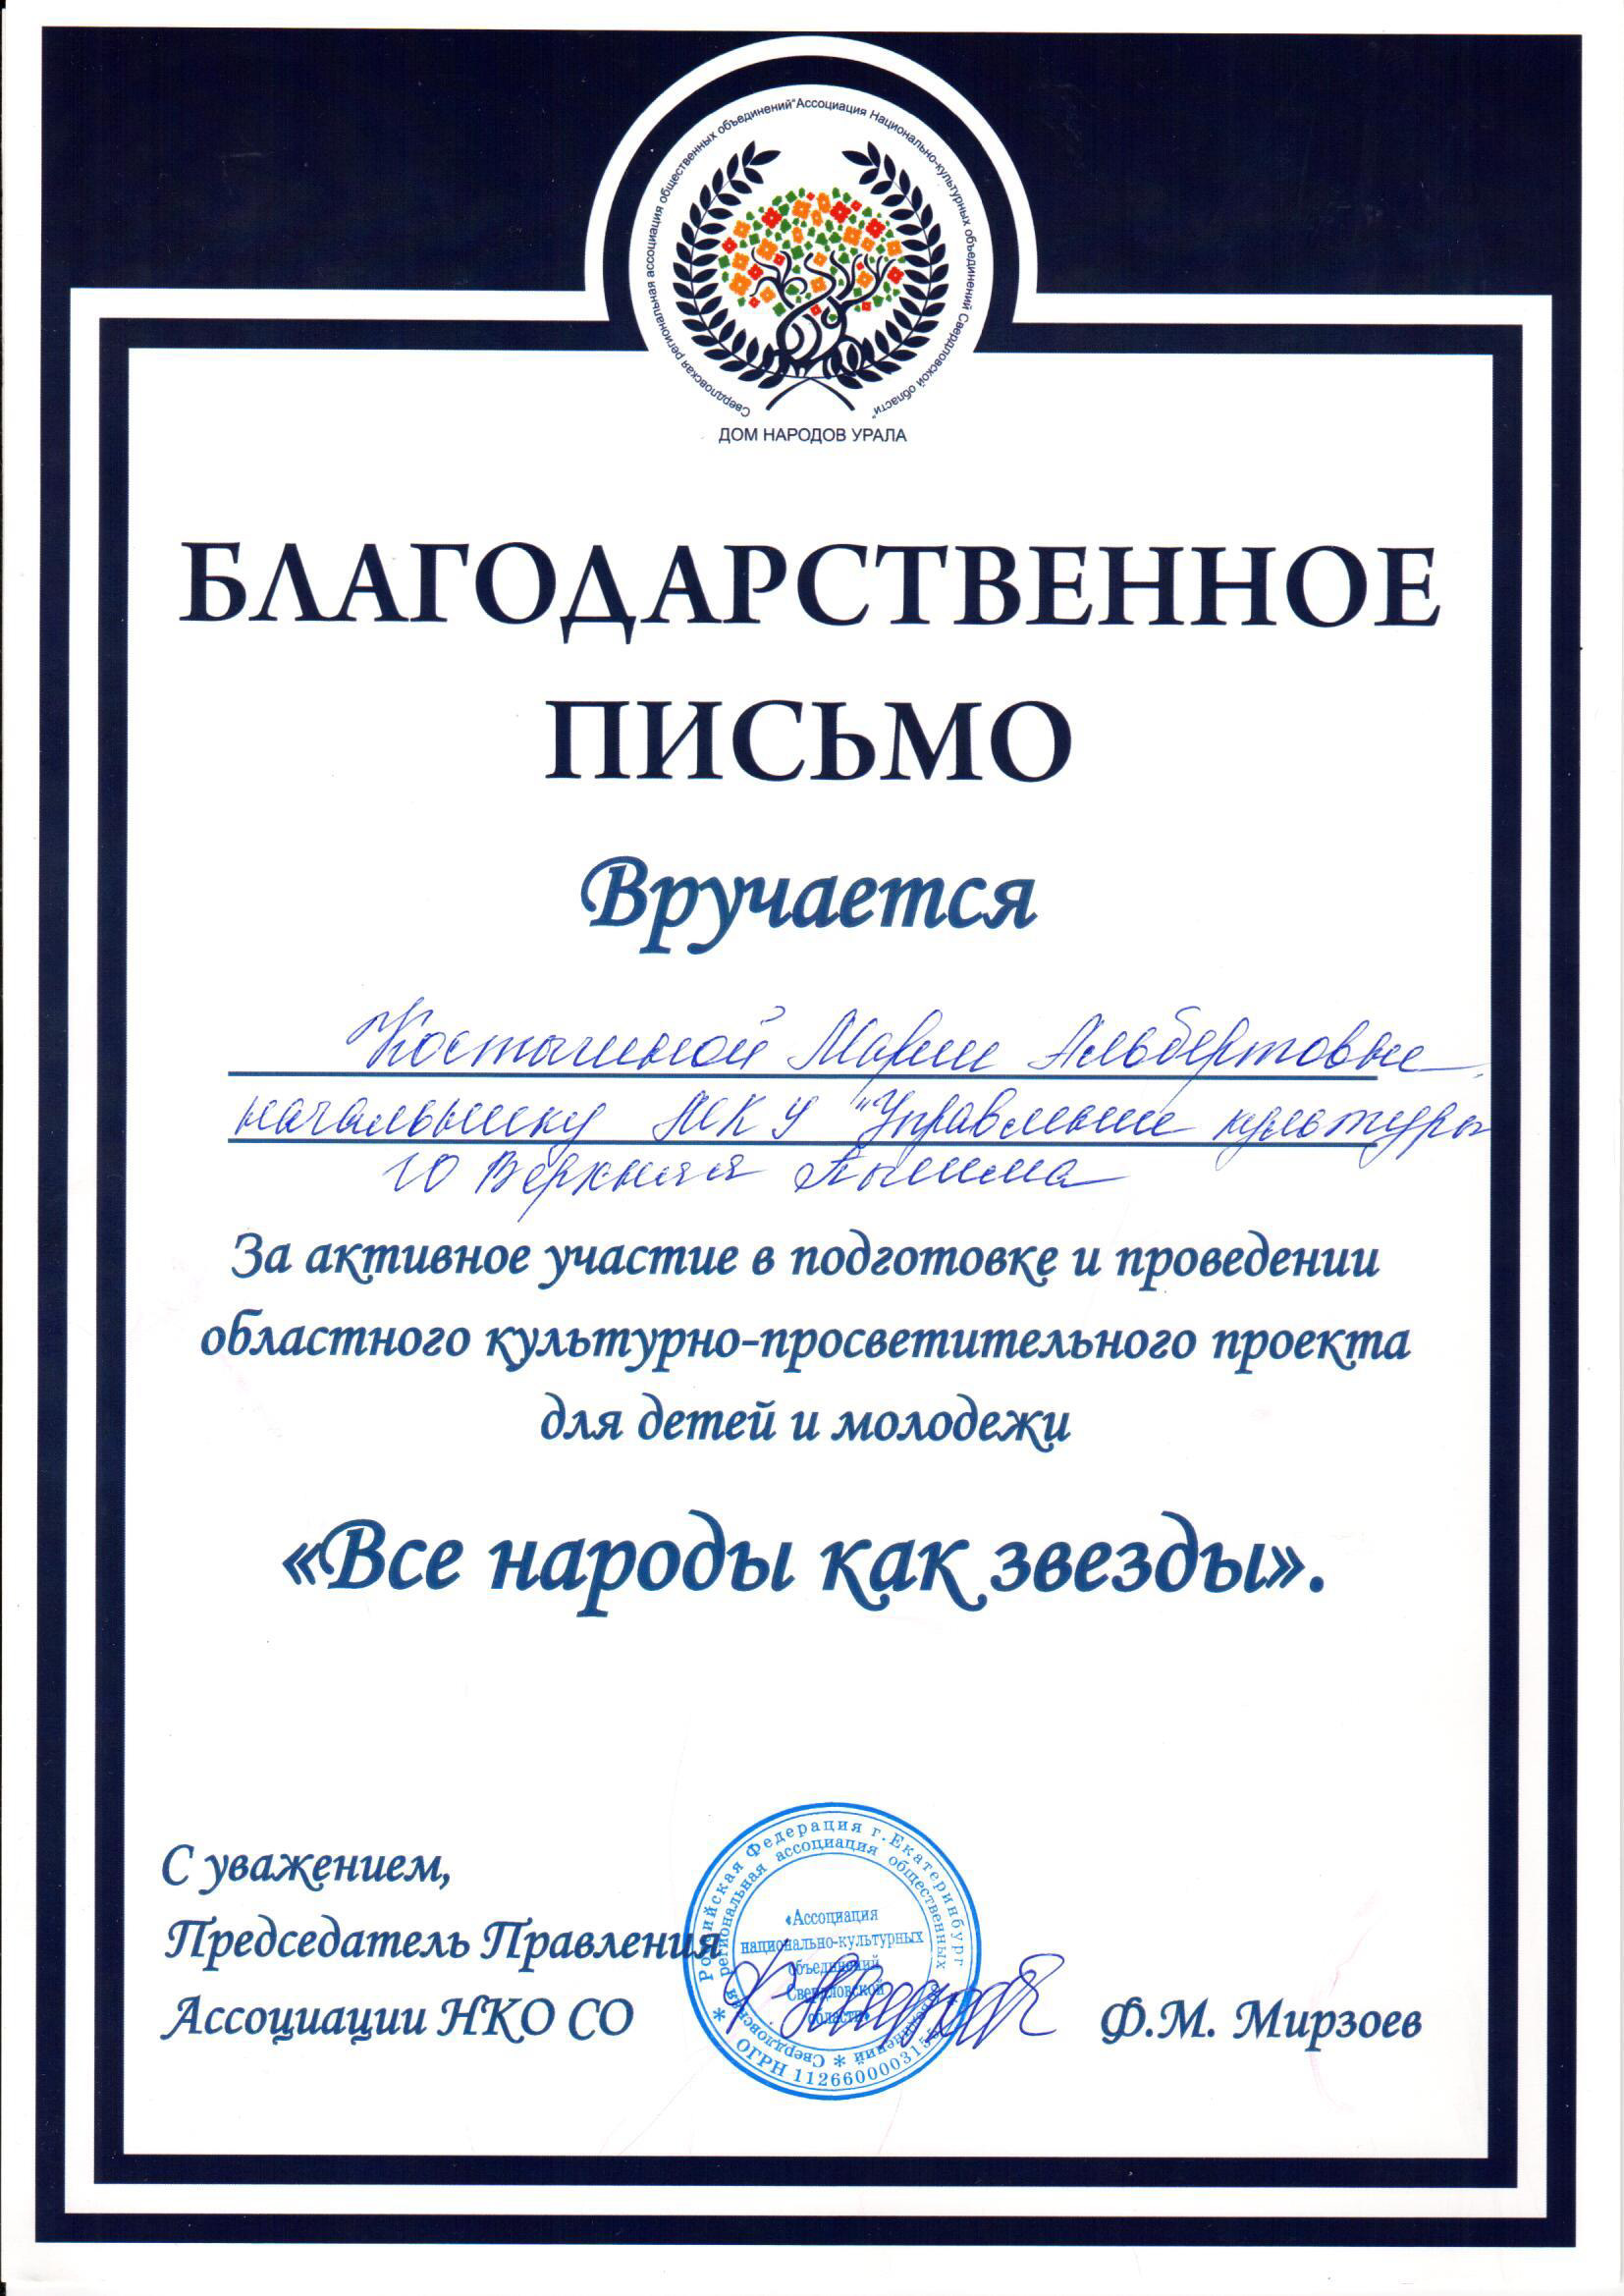 Свердловская региональная ассоциация общественных объединений "Ассоциация Национально-культурных объединений Свердловской области"
ДОМ НАРОДОВ УРАЛА
БЛАГОДАРСТВЕННОЕ
ПИСЬМО
Вручается
Костычиной Марии Альбертовне,
начальнику МКУ "Управление культуры
ГО Верхняя Пышма
За активное участие в подготовке и проведении
областного культурно-просветительного проекта
для детей и молодежи
«Все народы как звезды».
С уважением,
Председатель Правления
Ассоциации НКО СО
Российская Федерация г.Екатеринбург
ОГРН
Свердловская региональная ассоциация общественных объединений
«Ассоциация
национально-культурных
объединений
Свердловской
области»
Ф.М. Мирзоев